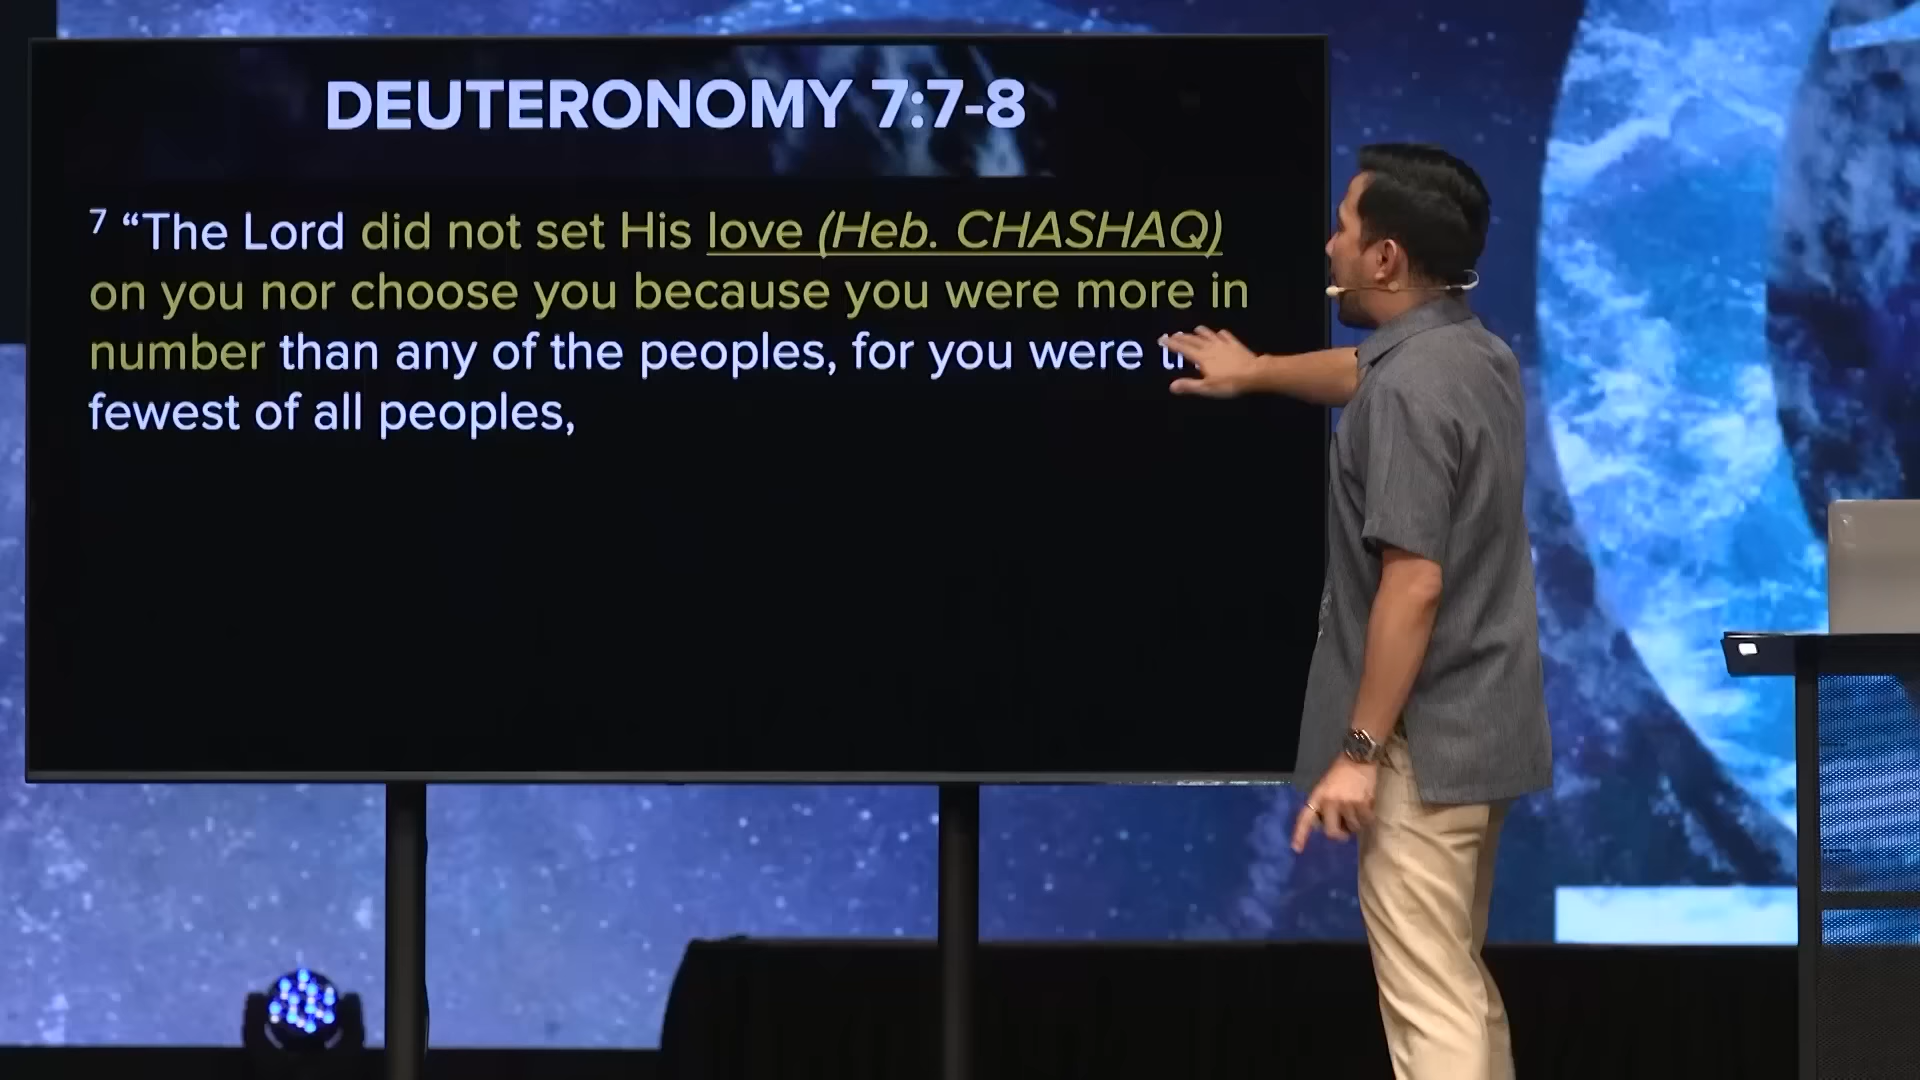 DEUTERONOMY 7:7-8
7 “The Lord did not set His love (Heb. CHASHAQ)
on you nor choose you because you were more in
number than any of the peoples, for you were
fewest of all peoples,